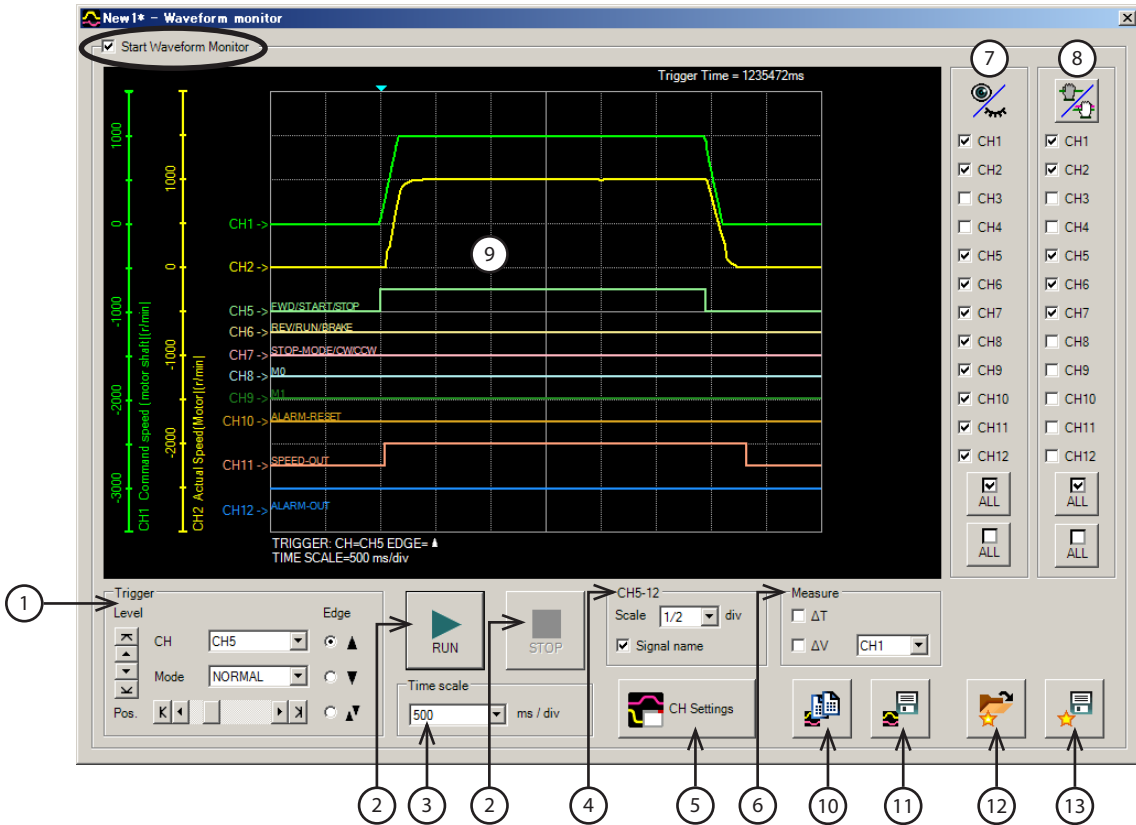 New1* - Waveform monitor
Start Waveform Monitor
Trigger Time = 1235472ms
7
8
1000
0
-1000
-2000
-3000
CH1 Command speed [motor shaft][r/min]
1000
0
-1000
-2000
CH2 Actual Speed[Motor][r/min]
CH1 ->
CH2 ->
9
CH5 -> FWD/START/STOP
CH6 -> REV/RUN/BRAKE
CH7 -> STOP-MODE/CW/CCW
CH8 -> M0
CH9 -> M1
CH10 -> ALARM-RESET
CH11 -> SPEED-OUT
CH12 -> ALARM-OUT
TRIGGER: CH=CH5 EDGE=
TIME SCALE=500 ms/div
CH1 CH1
CH2 CH2
CH3 CH3
CH4 CH4
CH5 CH5
CH6 CH6
CH7 CH7
CH8 CH8
CH9 CH9
CH10 CH10
CH11 CH11
CH12 CH12
ALL ALL
ALL ALL
1
Trigger
Level
Edge
CH CH5
Mode NORMAL
Pos.
RUN
STOP
Time scale
500 ms / div
CH5-12
Scale 1/2 div
Signal name
CH Settings
Measure
ΔT
ΔV CH1
2 3 2 4 5 6 10 11 12 13